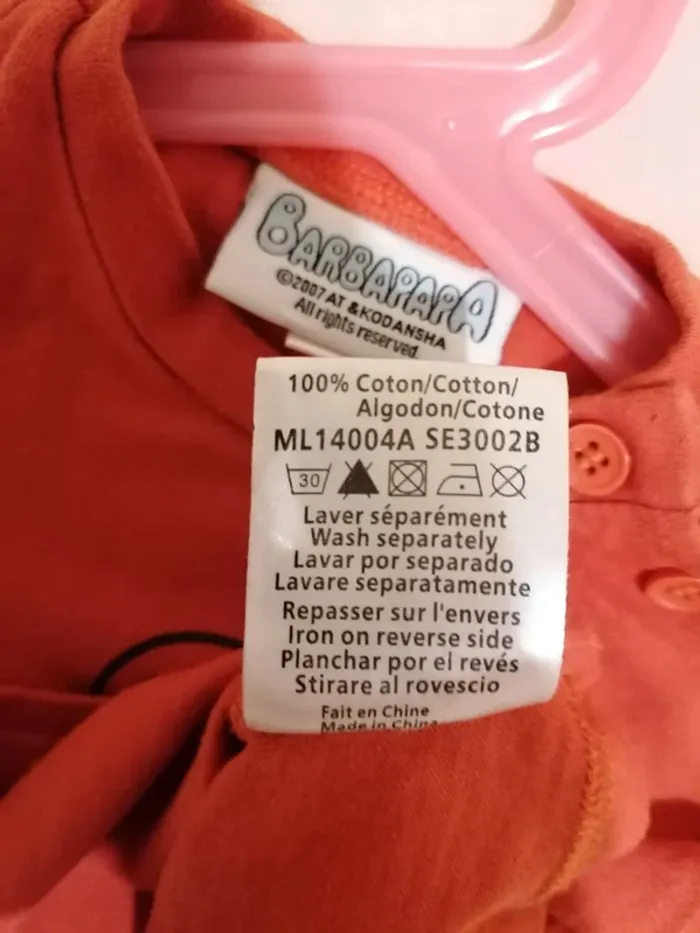 BARBAPAPA
©2007 AT &KODANSHA
All rights reserved.
100% Coton/Cotton/
Algodon/Cotone
ML14004A SE3002B
30
Laver séparément
Wash separately
Lavar por separado
Lavare separatamente
Repasser sur l'envers
Iron on reverse side
Planchar por el revés
Stirare al rovescio
Fait en Chine
Made in China